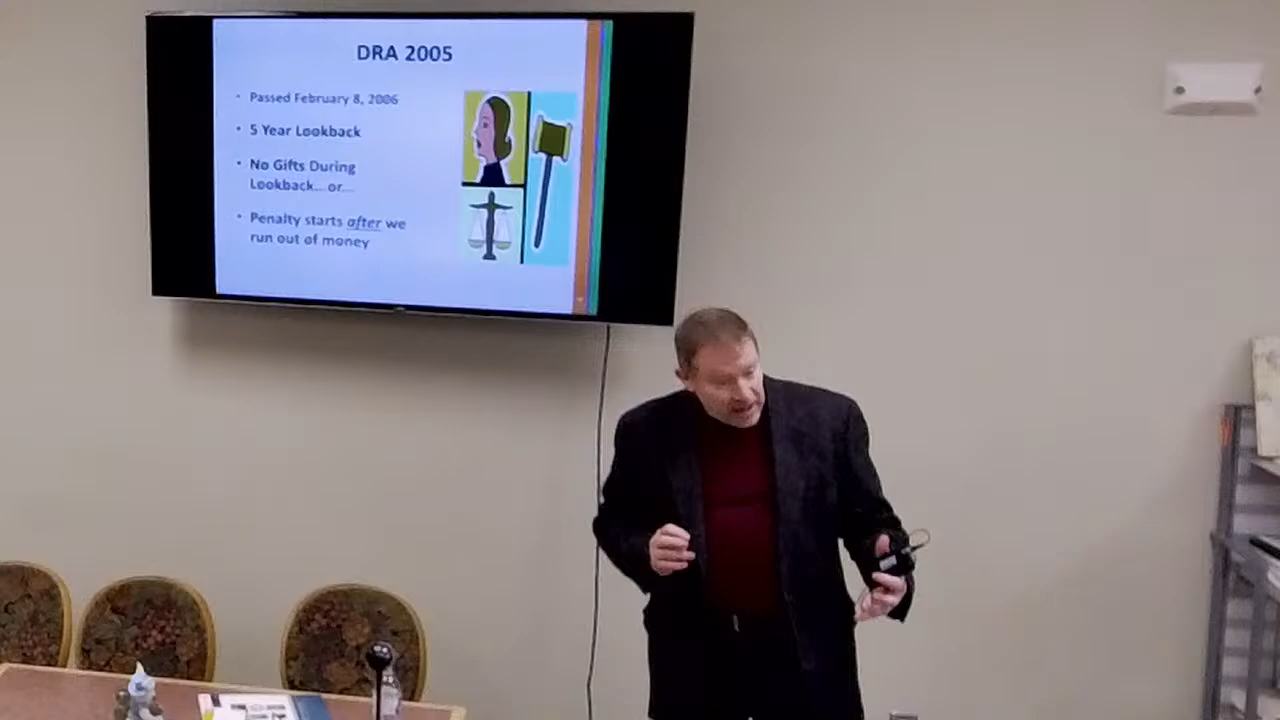 DRA 2005
• Passed February 8, 2006
• 5 Year Lookback
• No Gifts During
Lookback... or...
• Penalty starts after we
run out of money